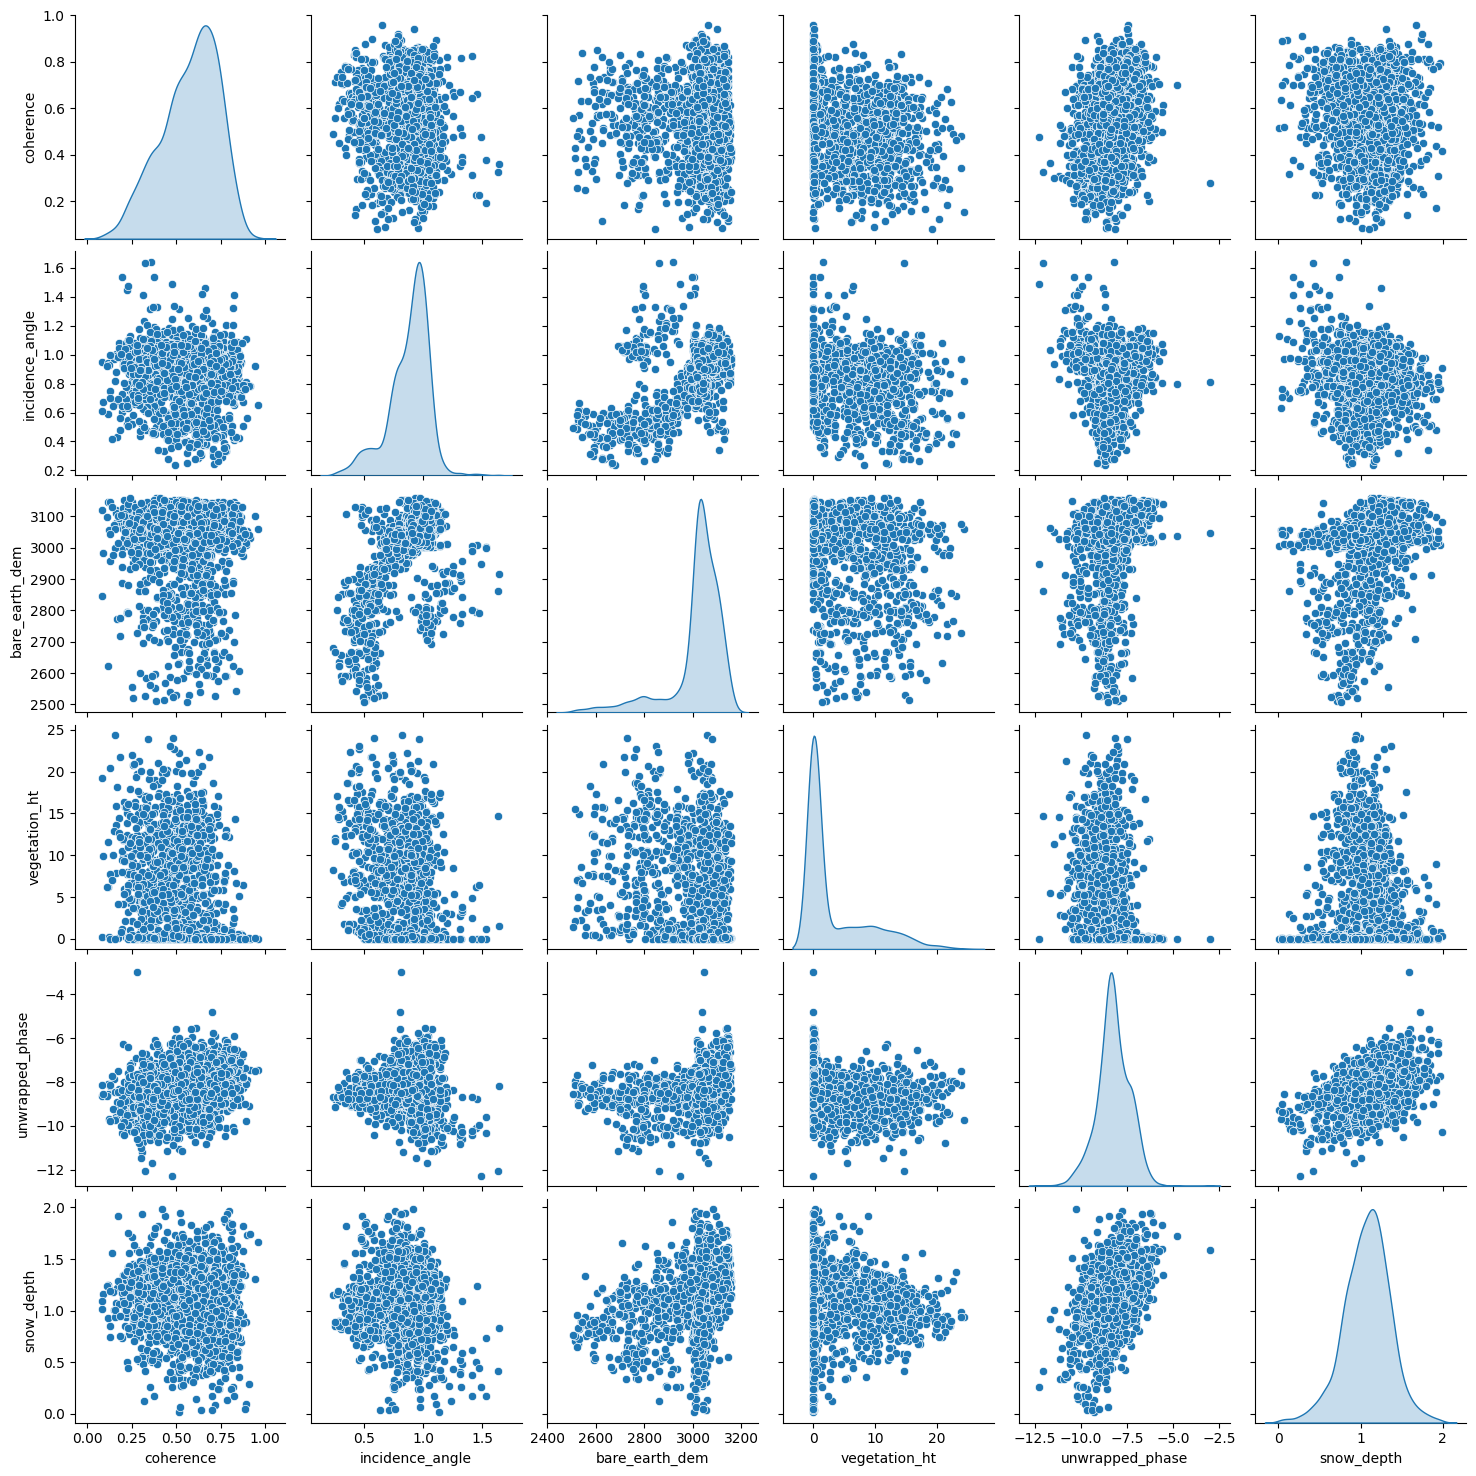 coherence
1.0
0.8
0.6
0.4
0.2
incidence_angle
1.6
1.4
1.2
1.0
0.8
0.6
0.4
0.2
bare_earth_dem
3100
3000
2900
2800
2700
2600
2500
vegetation_ht
25
20
15
10
5
0
unwrapped_phase
−4
−6
−8
−10
−12
snow_depth
2.0
1.5
1.0
0.5
0.0
0.00 0.25 0.50 0.75 1.00
0.5 1.0 1.5
2400 2600 2800 3000 3200
0 10 20
−12.5 −10.0 −7.5 −5.0 −2.5
0 1 2
coherence
incidence_angle
bare_earth_dem
vegetation_ht
unwrapped_phase
snow_depth